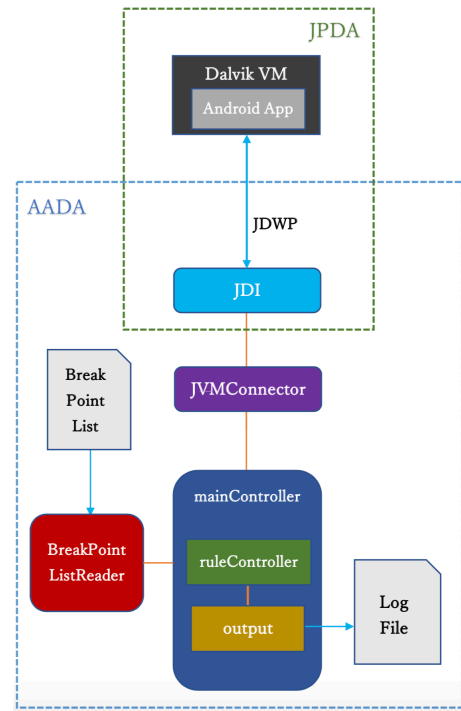 JPDA
Dalvik VM
Android App
AADA
JDWP
JDI
Break
Point
List
JVMConnector
mainController
BreakPoint
ListReader
ruleController
output
Log
File